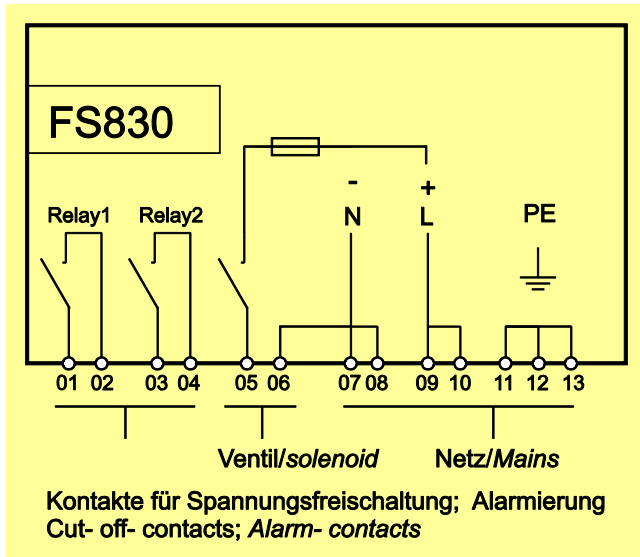 FS830
- +
Relay1 Relay2 N L PE
01 02 03 04 05 06 07 08 09 10 11 12 13
Ventil/solenoid Netz/Mains
Kontakte für Spannungsfreischaltung; Alarmierung
Cut- off- contacts; Alarm- contacts